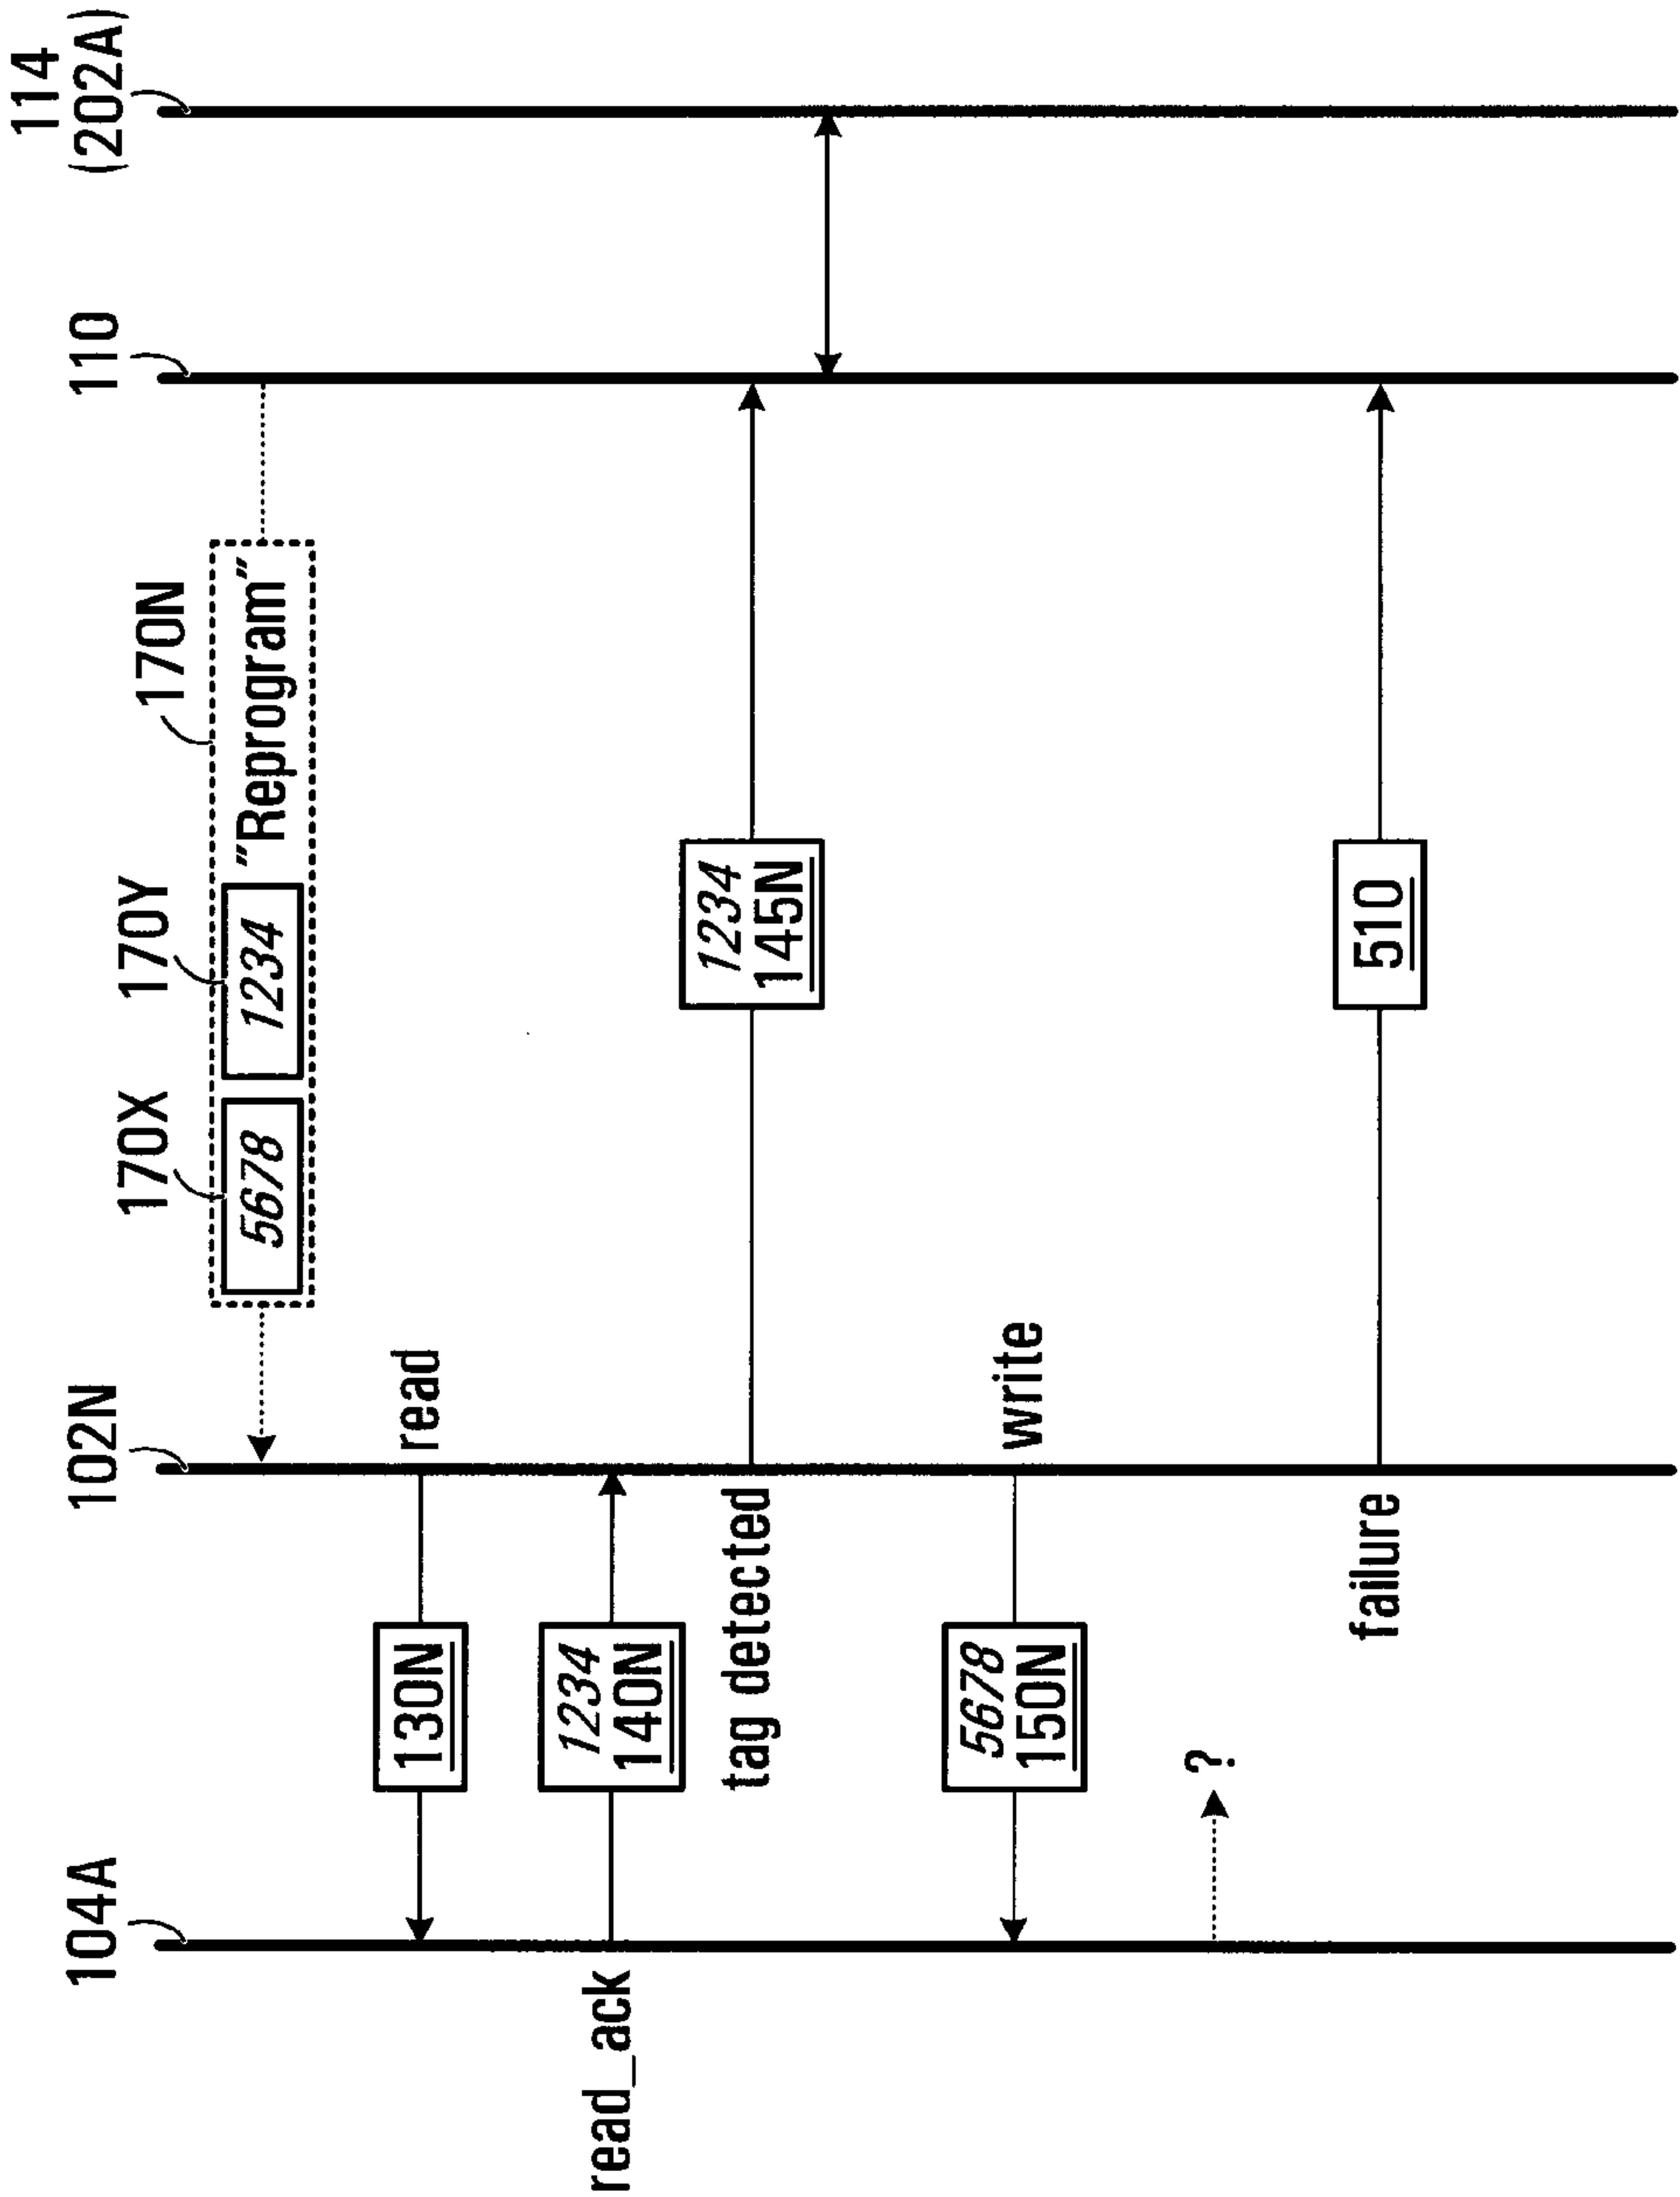 104A
102N
110
114
(202A)
170X
170Y
170N
5678
1234
"Reprogram"
read
130N
read_ack
1234
140N
tag detected
1234
145N
write
5678
150N
?
failure
510